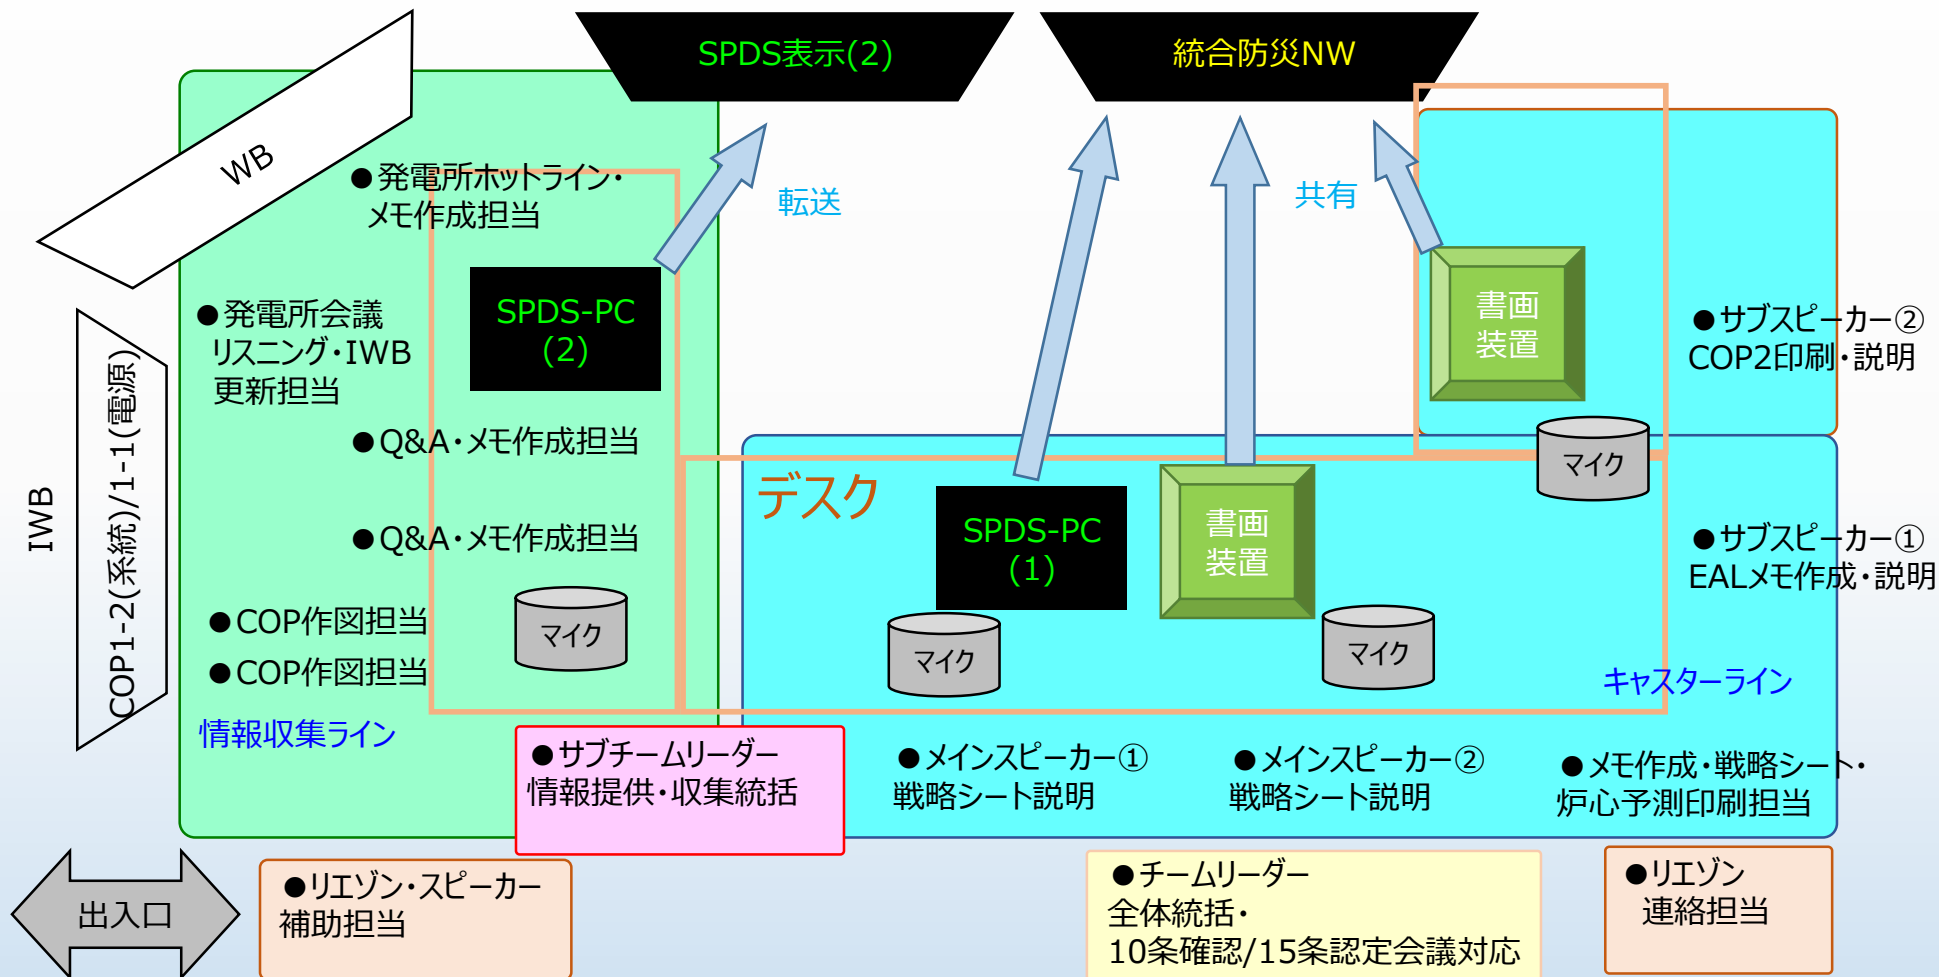 SPDS表示(2)
統合防災NW
WB
●発電所ホットライン・
メモ作成担当
転送
共有
SPDS-PC
(2)
書画
装置
●発電所会議
リスニング・IWB
更新担当
●サブスピーカー②
COP2印刷・説明
IWB
COP1-2(系統)/1-1(電源)
●Q&A・メモ作成担当
マイク
デスク
●Q&A・メモ作成担当
SPDS-PC
(1)
書画
装置
●サブスピーカー①
EALメモ作成・説明
●COP作図担当
●COP作図担当
マイク
マイク
マイク
キャスターライン
情報収集ライン
●サブチームリーダー
情報提供・収集統括
●メインスピーカー①
戦略シート説明
●メインスピーカー②
戦略シート説明
●メモ作成・戦略シート・
炉心予測印刷担当
出入口
●リエゾン・スピーカー
補助担当
●チームリーダー
全体統括・
10条確認/15条認定会議対応
●リエゾン
連絡担当